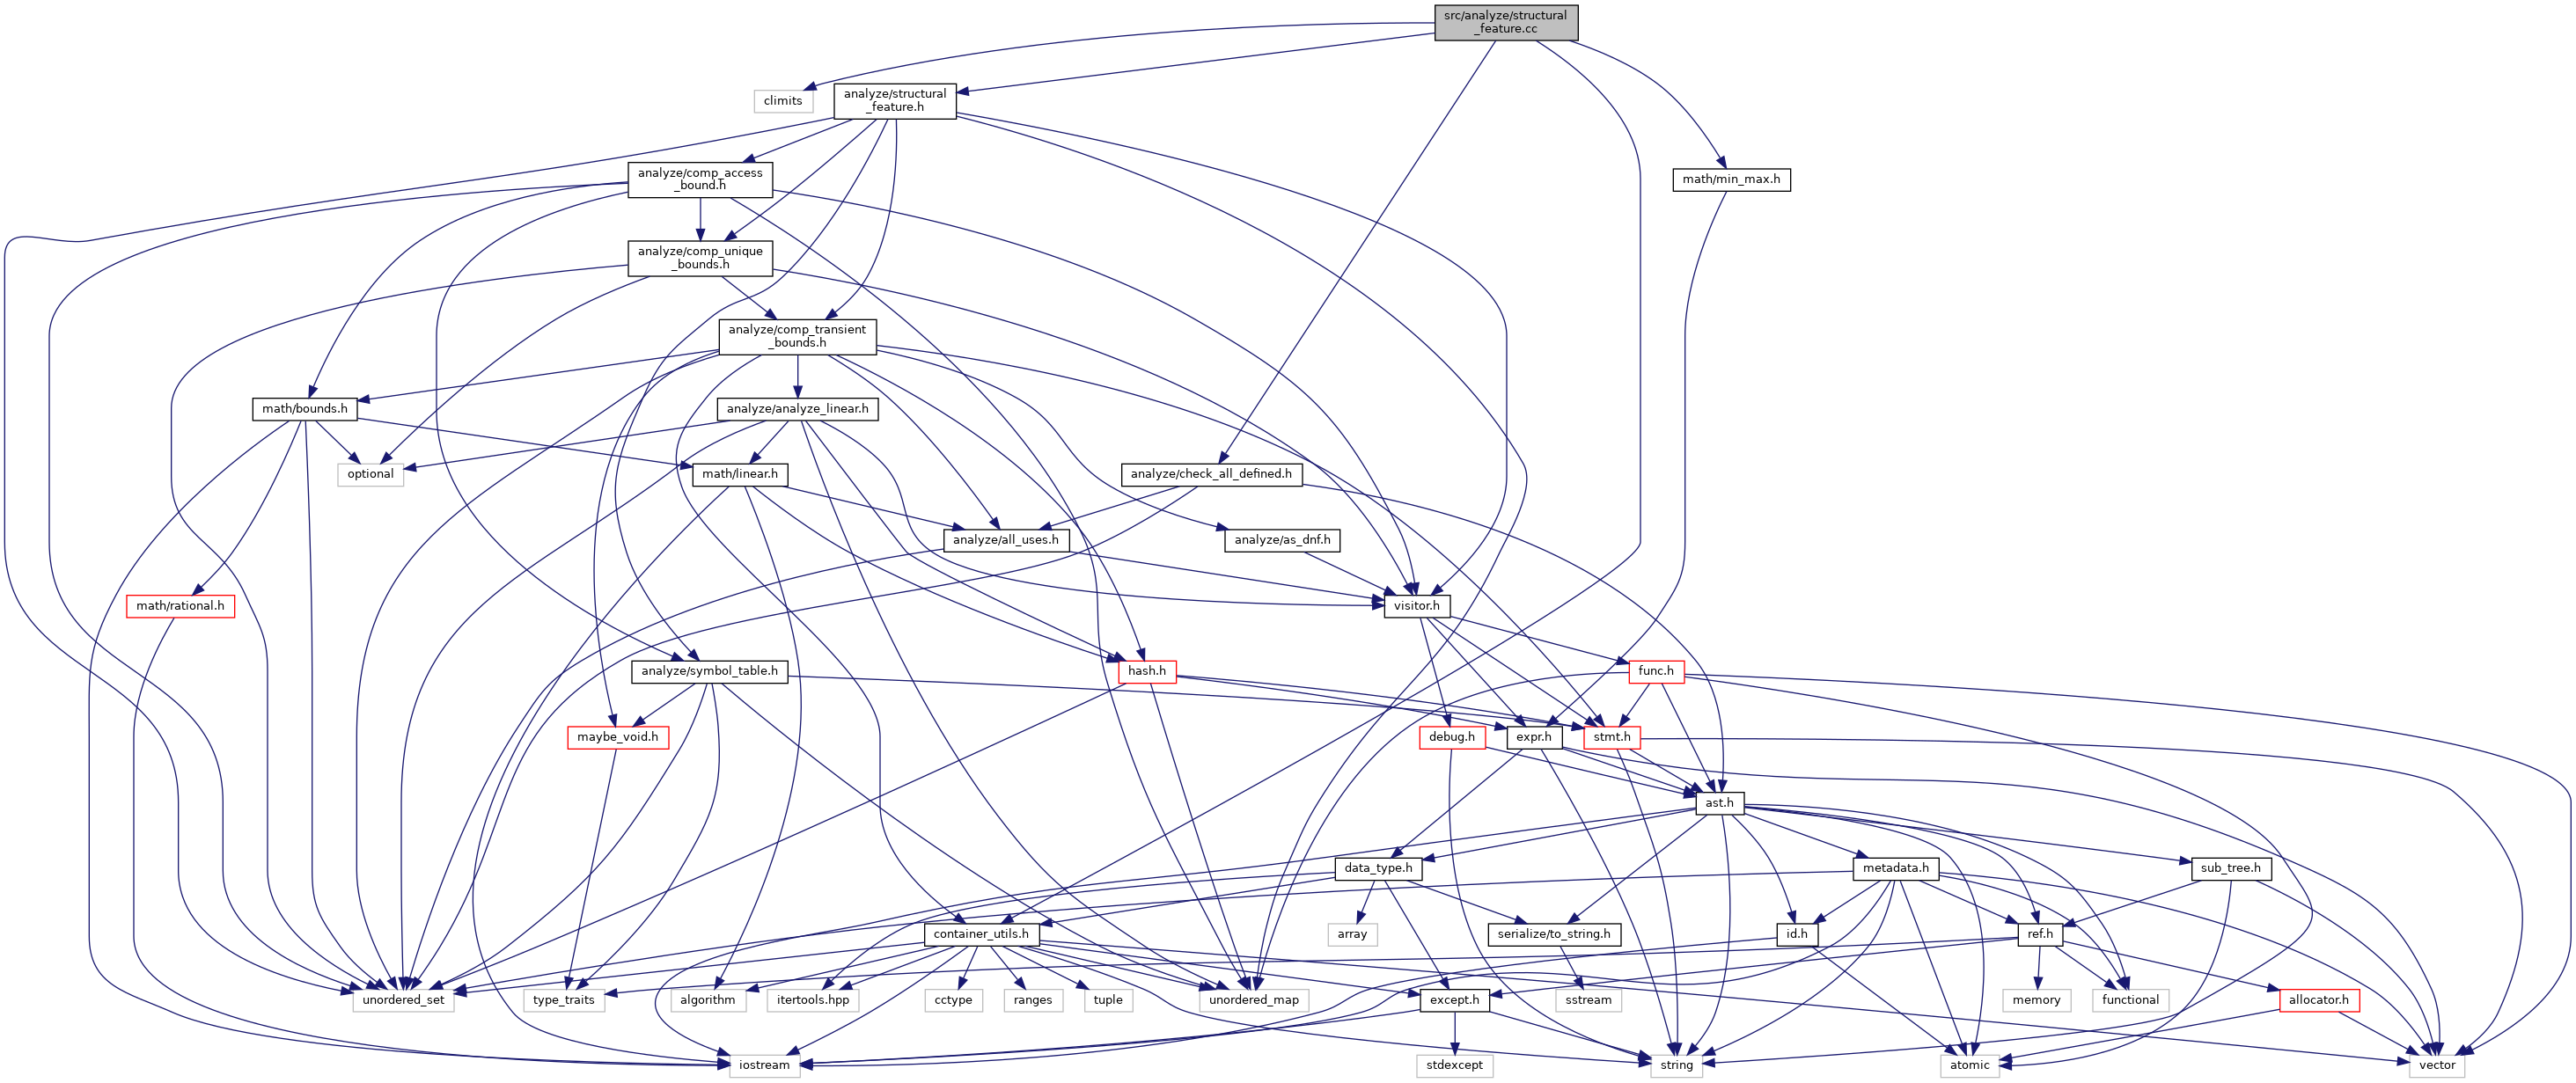 src/analyze/structural
_feature.cc
climits
analyze/structural
_feature.h
analyze/comp_access
_bound.h
math/min_max.h
analyze/comp_unique
_bounds.h
analyze/comp_transient
_bounds.h
math/bounds.h
analyze/analyze_linear.h
optional
math/linear.h
analyze/check_all_defined.h
analyze/all_uses.h
analyze/as_dnf.h
math/rational.h
visitor.h
analyze/symbol_table.h
hash.h
func.h
maybe_void.h
debug.h
expr.h
stmt.h
ast.h
data_type.h
metadata.h
sub_tree.h
array
container_utils.h
serialize/to_string.h
id.h
ref.h
unordered_set
type_traits
algorithm
itertools.hpp
cctype
ranges
tuple
unordered_map
except.h
sstream
memory
functional
allocator.h
iostream
stdexcept
string
atomic
vector